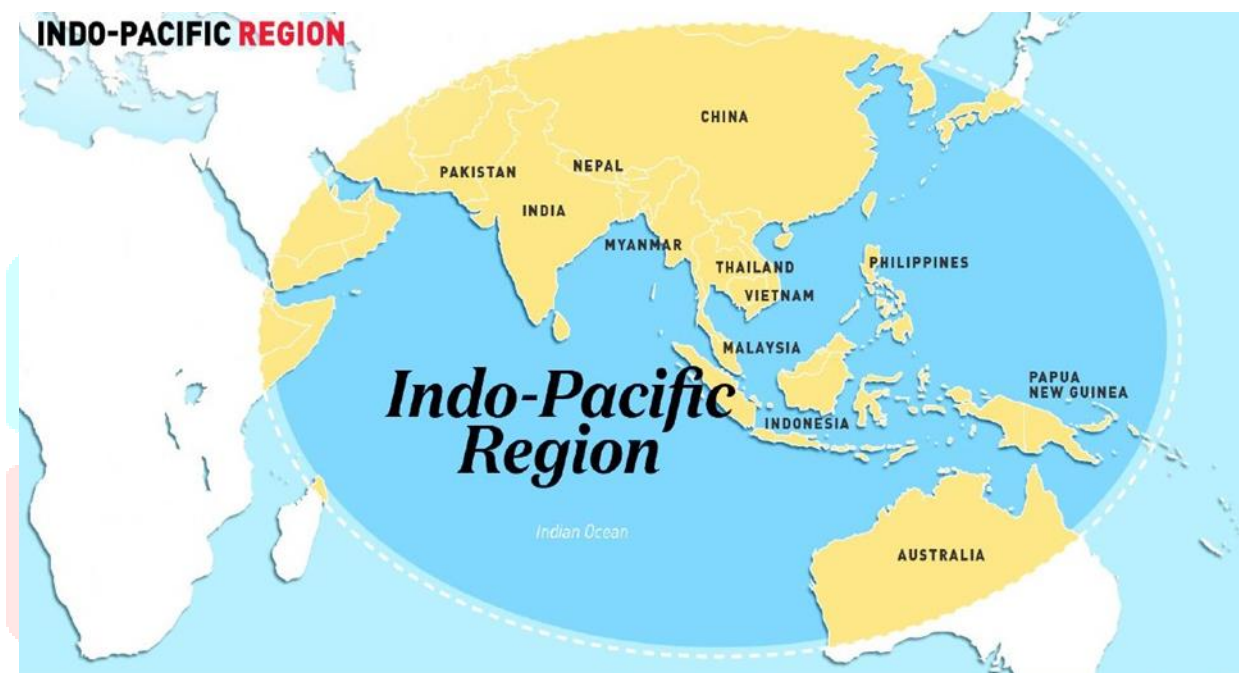 INDO-PACIFIC REGION
CHINA
NEPAL
PAKISTAN
INDIA
MYANMAR
PHILIPPINES
THAILAND
VIETNAM
MALAYSIA
Indo-Pacific
Region
PAPUA
NEW GUINEA
INDONESIA
Indian Ocean
AUSTRALIA